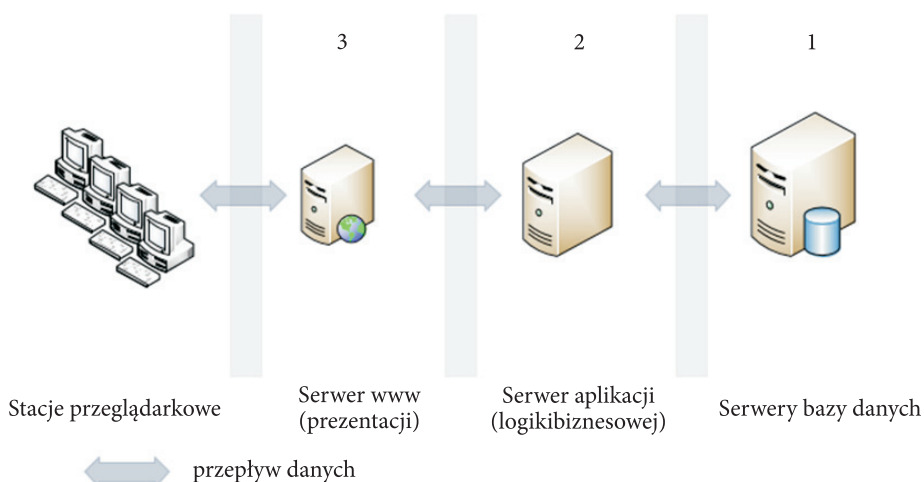 3
2
1
Stacje przeglądarkowe
Serwer www
(prezentacji)
Serwer aplikacji
(logikibiznesowej)
Serwery bazy danych
przepływ danych